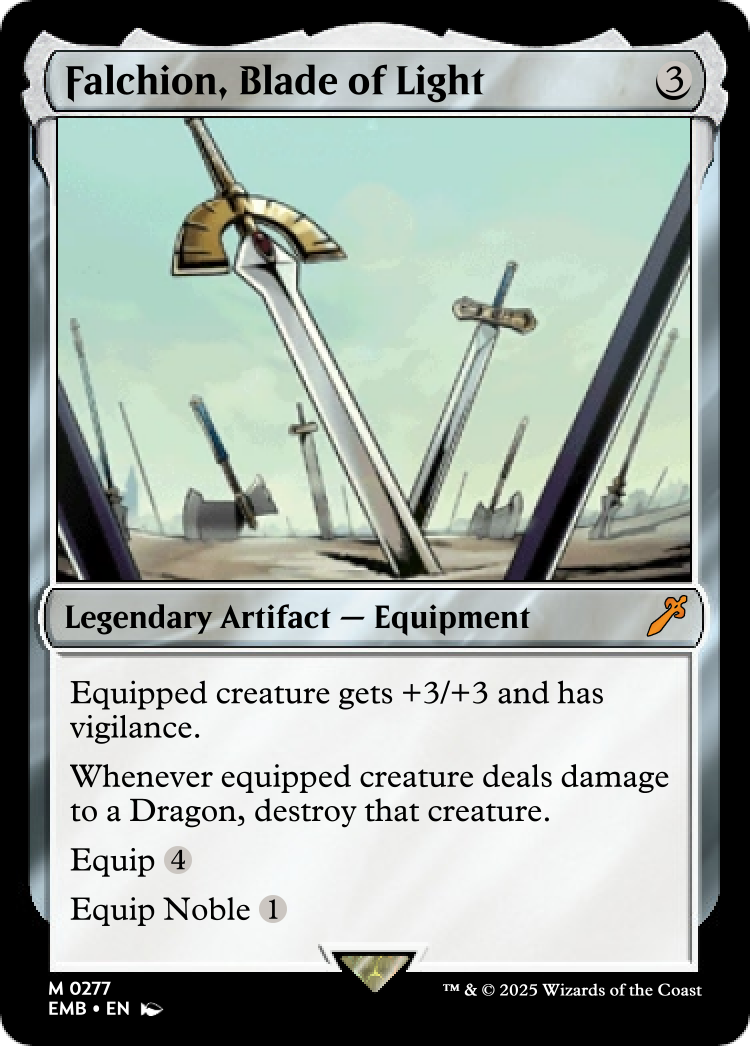 Falchion, Blade of Light 3
Legendary Artifact — Equipment
Equipped creature gets +3/+3 and has
vigilance.
Whenever equipped creature deals damage
to a Dragon, destroy that creature.
Equip 4
Equip Noble 1
M 0277
EMB • EN
™ & © 2025 Wizards of the Coast